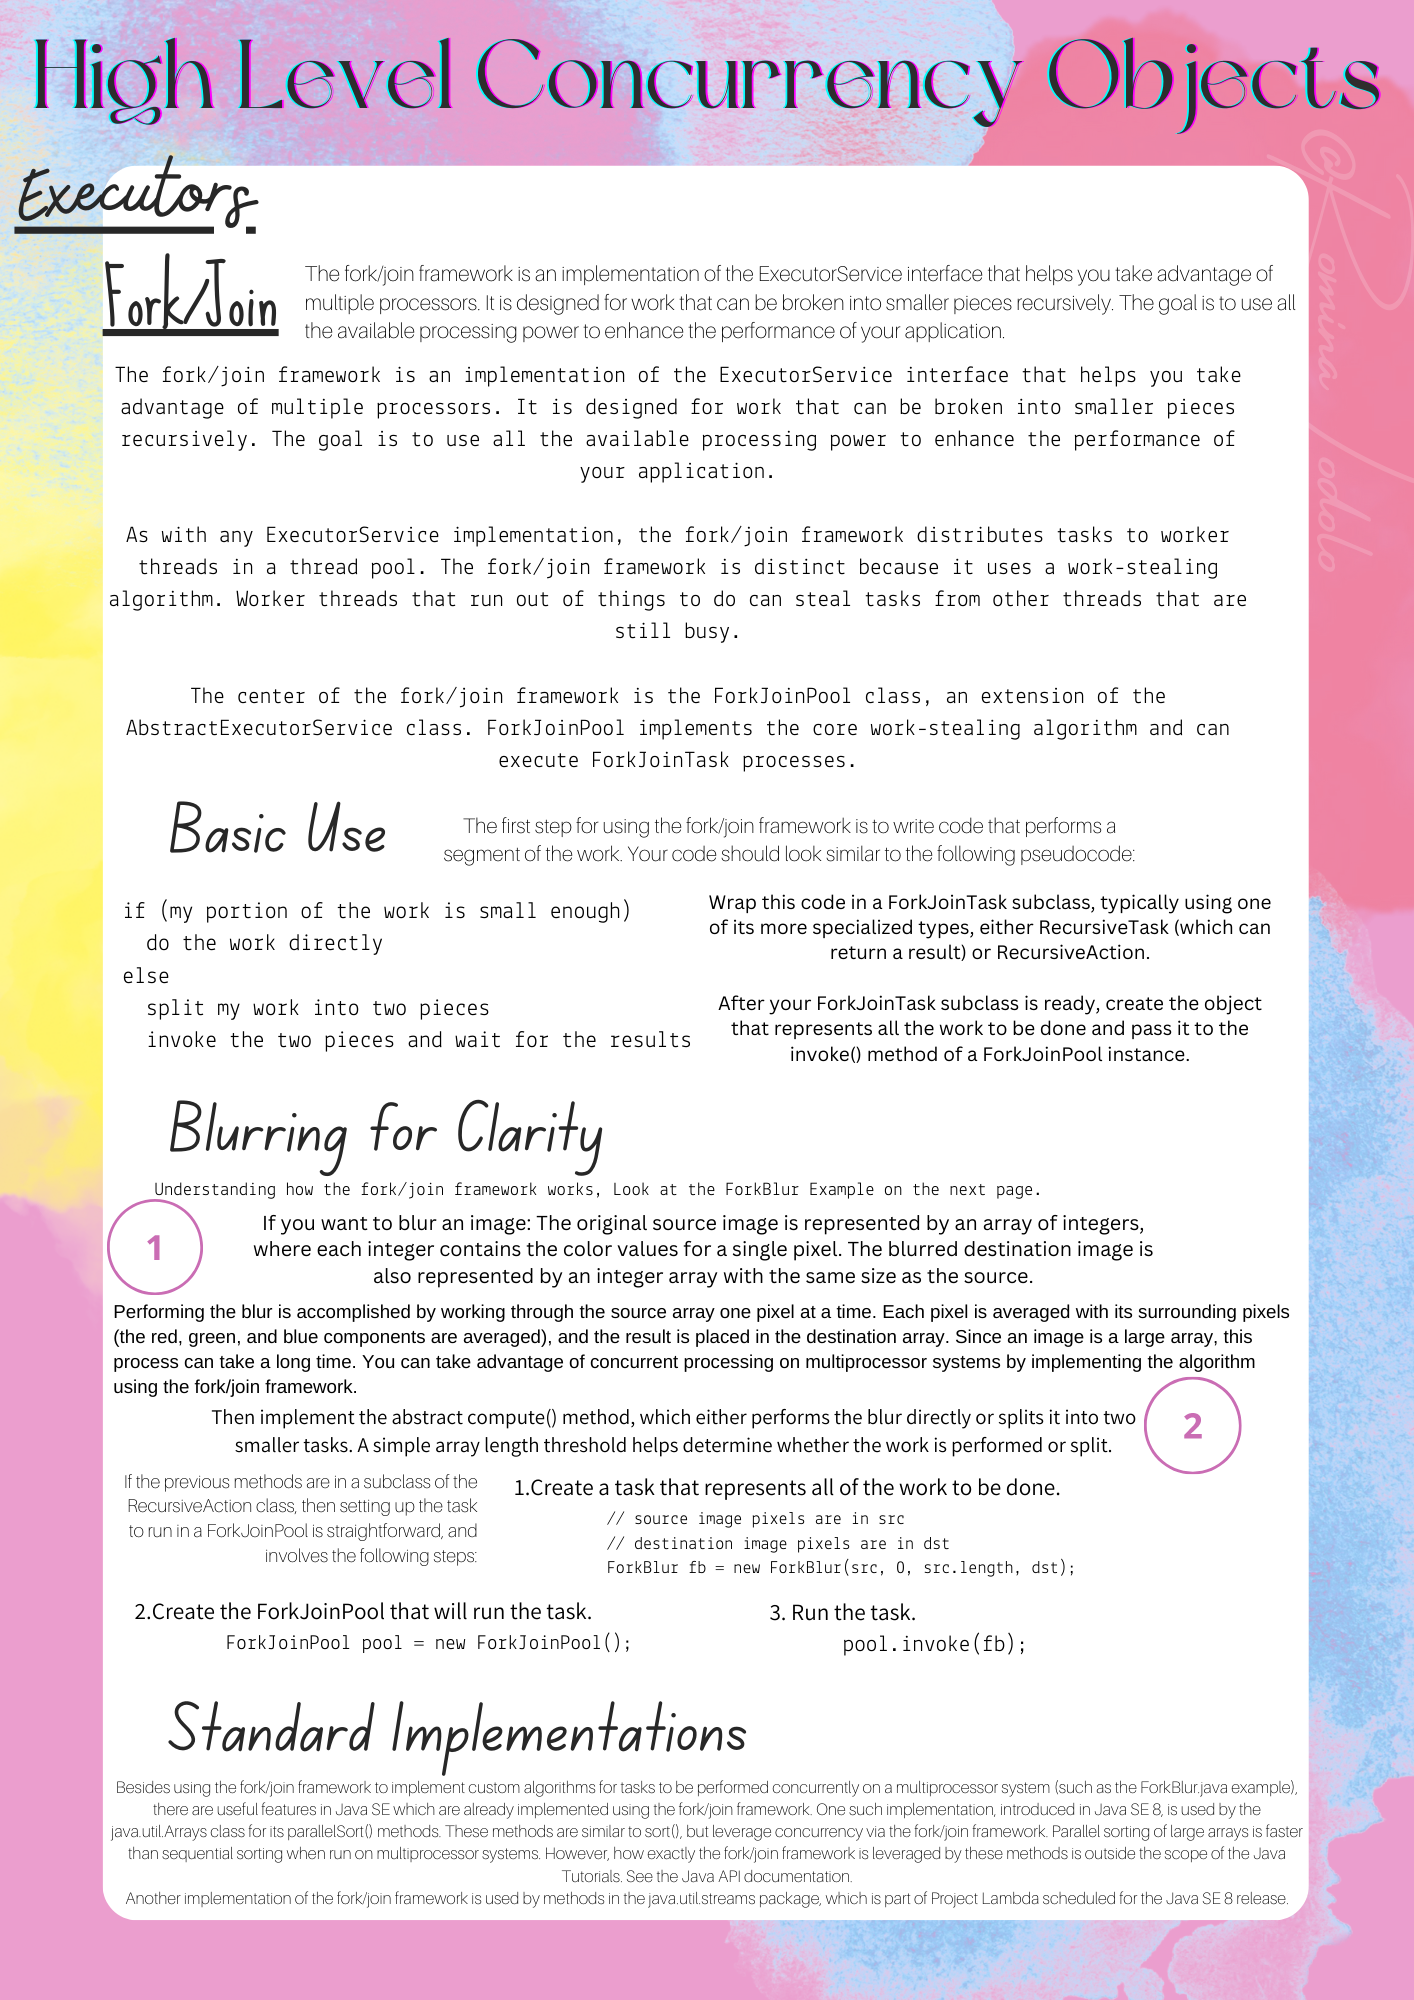 High Level Concurrency Objects
@Romina Jodolo
Executors
Fork/Join
The fork/join framework is an implementation of the ExecutorService interface that helps you take advantage of
multiple processors. It is designed for work that can be broken into smaller pieces recursively. The goal is to use all
the available processing power to enhance the performance of your application.
The fork/join framework is an implementation of the ExecutorService interface that helps you take
advantage of multiple processors. It is designed for work that can be broken into smaller pieces
recursively. The goal is to use all the available processing power to enhance the performance of
your application.
As with any ExecutorService implementation, the fork/join framework distributes tasks to worker
threads in a thread pool. The fork/join framework is distinct because it uses a work-stealing
algorithm. Worker threads that run out of things to do can steal tasks from other threads that are
still busy.
The center of the fork/join framework is the ForkJoinPool class, an extension of the
AbstractExecutorService class. ForkJoinPool implements the core work-stealing algorithm and can
execute ForkJoinTask processes.
Basic Use
The first step for using the fork/join framework is to write code that performs a
segment of the work. Your code should look similar to the following pseudocode:
if (my portion of the work is small enough)
do the work directly
else
split my work into two pieces
invoke the two pieces and wait for the results
Wrap this code in a ForkJoinTask subclass, typically using one
of its more specialized types, either RecursiveTask (which can
return a result) or RecursiveAction.
After your ForkJoinTask subclass is ready, create the object
that represents all the work to be done and pass it to the
invoke() method of a ForkJoinPool instance.
Blurring for Clarity
Understanding how the fork/join framework works, Look at the ForkBlur Example on the next page.
1
If you want to blur an image: The original source image is represented by an array of integers,
where each integer contains the color values for a single pixel. The blurred destination image is
also represented by an integer array with the same size as the source.
Performing the blur is accomplished by working through the source array one pixel at a time. Each pixel is averaged with its surrounding pixels
(the red, green, and blue components are averaged), and the result is placed in the destination array. Since an image is a large array, this
process can take a long time. You can take advantage of concurrent processing on multiprocessor systems by implementing the algorithm
using the fork/join framework.
2
Then implement the abstract compute() method, which either performs the blur directly or splits it into two
smaller tasks. A simple array length threshold helps determine whether the work is performed or split.
If the previous methods are in a subclass of the
RecursiveAction class, then setting up the task
to run in a ForkJoinPool is straightforward, and
involves the following steps:
1.Create a task that represents all of the work to be done.
// source image pixels are in src
// destination image pixels are in dst
ForkBlur fb = new ForkBlur(src, 0, src.length, dst);
2.Create the ForkJoinPool that will run the task.
ForkJoinPool pool = new ForkJoinPool();
3. Run the task.
pool.invoke(fb);
Standard Implementations
Besides using the fork/join framework to implement custom algorithms for tasks to be performed concurrently on a multiprocessor system (such as the ForkBlur.java example),
there are useful features in Java SE which are already implemented using the fork/join framework. One such implementation, introduced in Java SE 8, is used by the
java.util.Arrays class for its parallelSort() methods. These methods are similar to sort(), but leverage concurrency via the fork/join framework. Parallel sorting of large arrays is faster
than sequential sorting when run on multiprocessor systems. However, how exactly the fork/join framework is leveraged by these methods is outside the scope of the Java
Tutorials. See the Java API documentation.
Another implementation of the fork/join framework is used by methods in the java.util.streams package, which is part of Project Lambda scheduled for the Java SE 8 release.